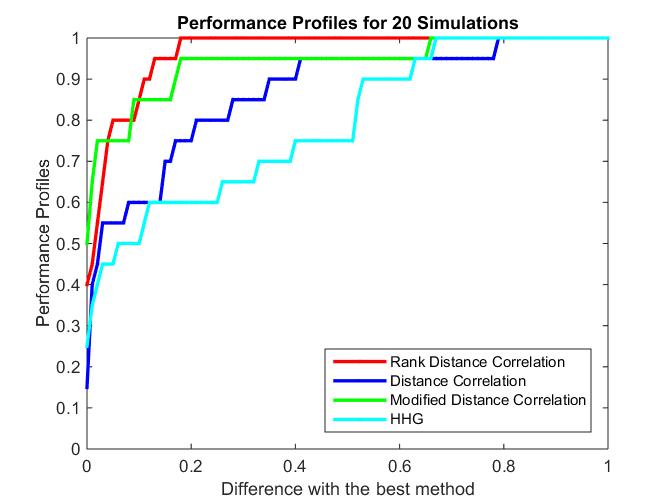 Performance Profiles for 20 Simulations
Performance Profiles
1
0.9
0.8
0.7
0.6
0.5
0.4
0.3
0.2
0.1
0
Rank Distance Correlation
Distance Correlation
Modified Distance Correlation
HHG
0 0.2 0.4 0.6 0.8 1
Difference with the best method